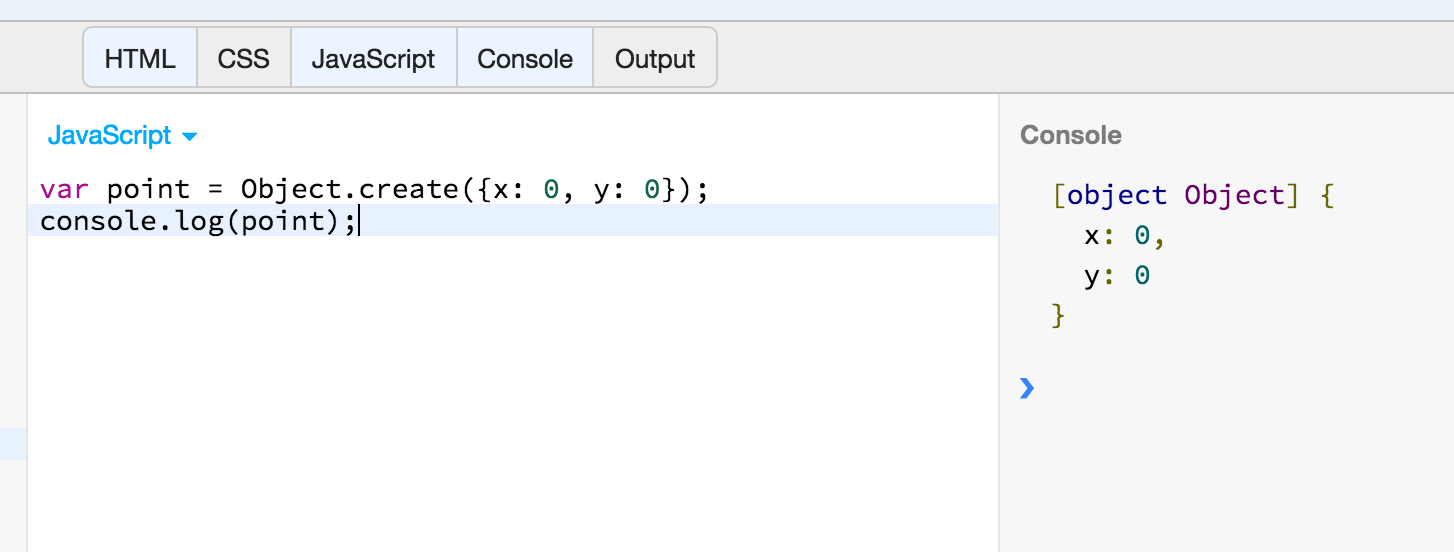 HTML CSS JavaScript Console Output
JavaScript
var point = Object.create({x: 0, y: 0});
console.log(point);
Console
[object Object] {
  x: 0,
  y: 0
}